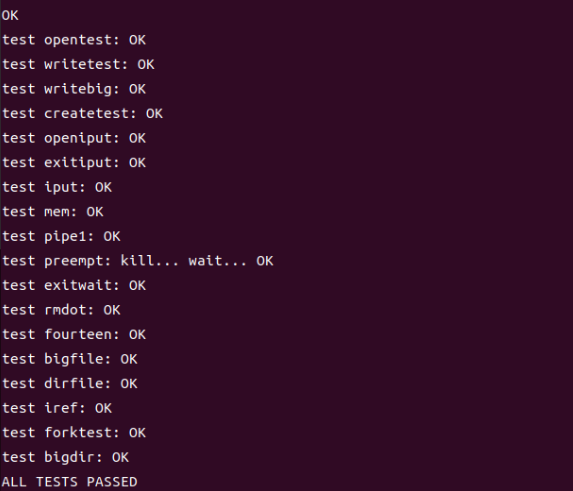 OK
test opentest: OK
test writetest: OK
test writebig: OK
test createtest: OK
test openiput: OK
test exitiput: OK
test iput: OK
test mem: OK
test pipe1: OK
test preempt: kill... wait... OK
test exitwait: OK
test rmdot: OK
test fourteen: OK
test bigfile: OK
test dirfile: OK
test iref: OK
test forktest: OK
test bigdir: OK
ALL TESTS PASSED